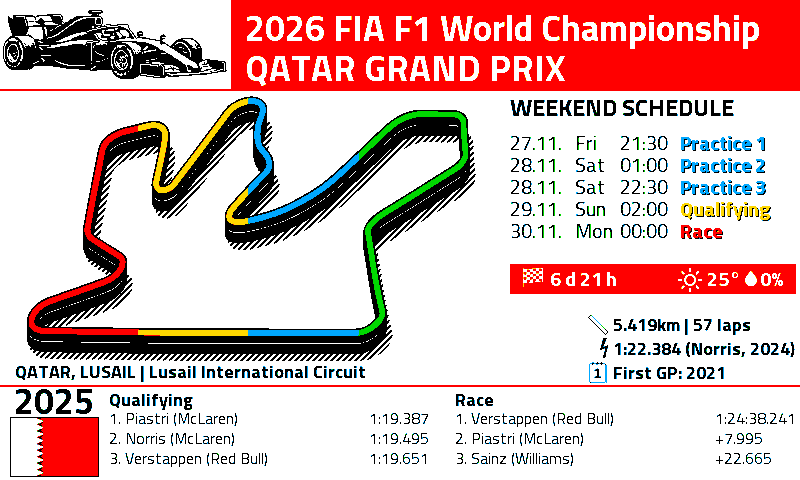 2026 FIA F1 World Championship
QATAR GRAND PRIX
WEEKEND SCHEDULE
27.11. Fri 21:30 Practice 1
28.11. Sat 01:00 Practice 2
28.11. Sat 22:30 Practice 3
29.11. Sun 02:00 Qualifying
30.11. Mon 00:00 Race
6 d 21 h 25° 0%
5.419km | 57 laps
1:22.384 (Norris, 2024)
1 First GP: 2021
QATAR, LUSAIL | Lusail International Circuit
2025
Qualifying
1. Piastri (McLaren) 1:19.387
2. Norris (McLaren) 1:19.495
3. Verstappen (Red Bull) 1:19.651
Race
1. Verstappen (Red Bull) 1:24:38.241
2. Piastri (McLaren) +7.995
3. Sainz (Williams) +22.665